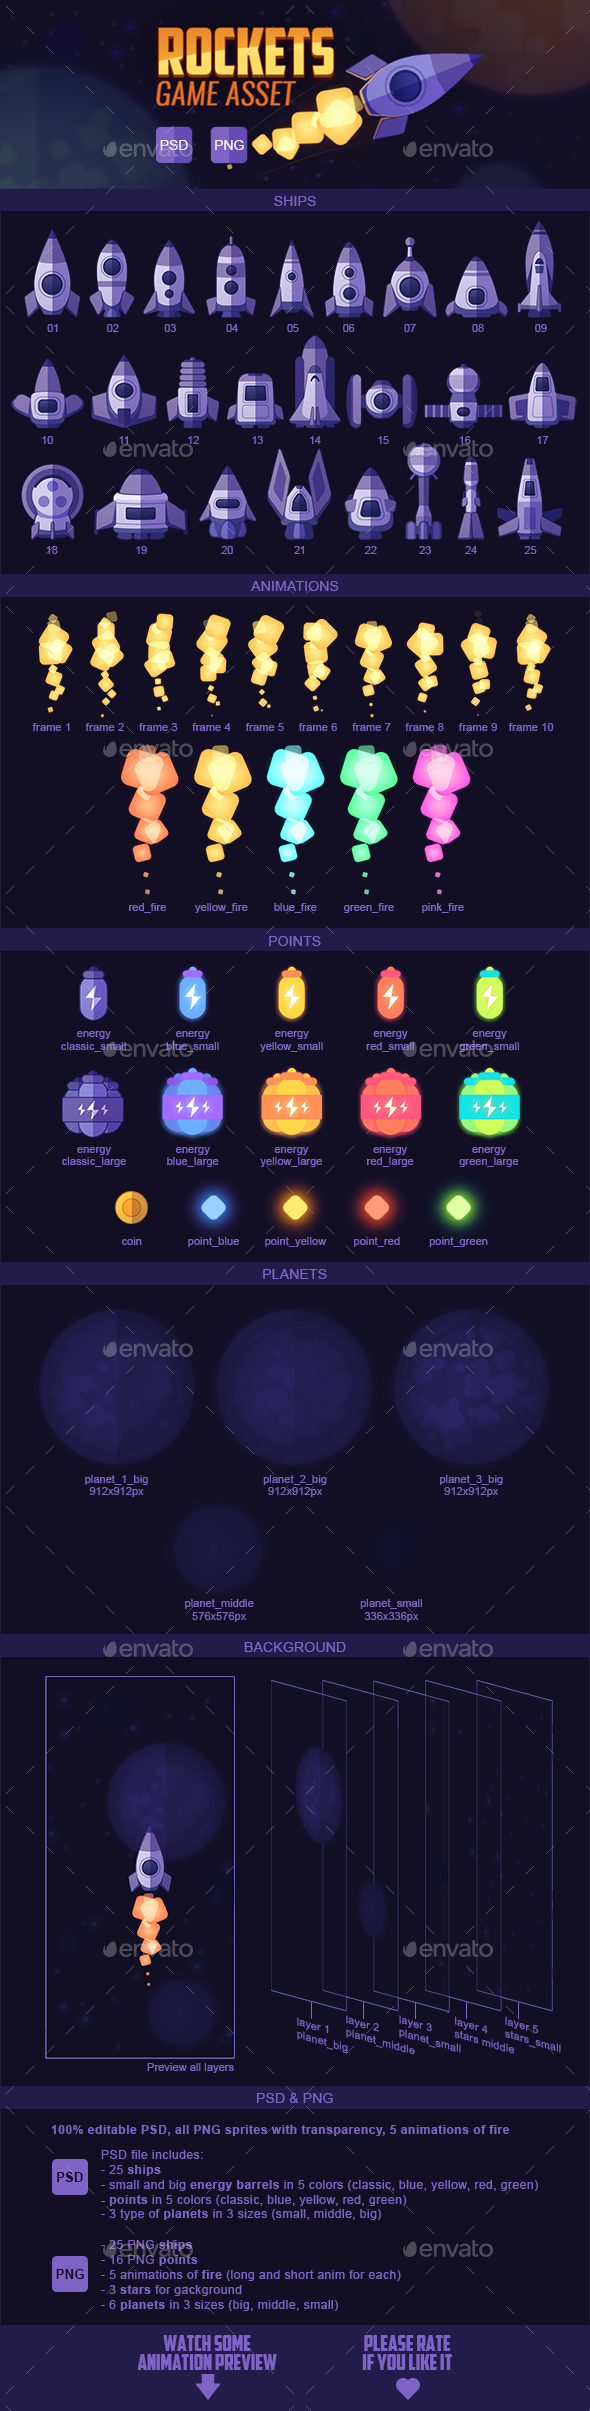 ROCKETS
GAME ASSET
PSD PNG
envato envato
SHIPS
01 02 03 04 05 06 07 08 09
10 11 12 13 14 15 16 17
envato envato
18 19 20 21 22 23 24 25
ANIMATIONS
frame 1 frame 2 frame 3 frame 4 frame 5 frame 6 frame 7 frame 8 frame 9 frame 10
envato envato
red_fire yellow_fire blue_fire green_fire pink_fire
POINTS
energy energy energy energy energy
classic_small blue_small yellow_small red_small green_small
envato envato
energy energy energy energy energy
classic_large blue_large yellow_large red_large green_large
coin point_blue point_yellow point_red point_green
PLANETS
envato envato
planet_1_big planet_2_big planet_3_big
912x912px 912x912px 912x912px
planet_middle planet_small
576x576px 336x336px
BACKGROUND
envato envato
envato envato
layer 1 layer 2 layer 3 layer 4 layer 5
planet_big planet_middle planet_small stars middle stars_small
Preview all layers
PSD & PNG
100% editable PSD, all PNG sprites with transparency, 5 animations of fire
PSD
PSD file includes:
- 25 ships
- small and big energy barrels in 5 colors (classic, blue, yellow, red, green)
- points in 5 colors (classic, blue, yellow, red, green)
- 3 type of planets in 3 sizes (small, middle, big)
envato envato
PNG
- 25 PNG ships
- 16 PNG points
- 5 animations of fire (long and short anim for each)
- 3 stars for gackground
- 6 planets in 3 sizes (big, middle, small)
WATCH SOME
ANIMATION PREVIEW
PLEASE RATE
IF YOU LIKE IT